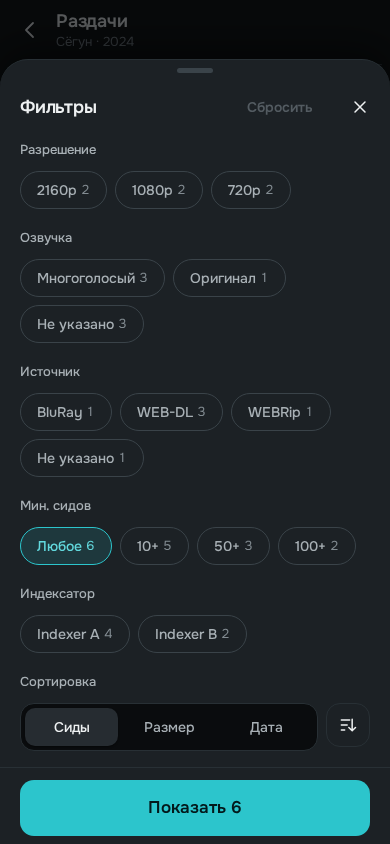 Раздачи
Сёгун · 2024
Фильтры Сбросить
Разрешение
2160p 2 1080p 2 720p 2
Озвучка
Многоголосый 3 Оригинал 1
Не указано 3
Источник
BluRay 1 WEB-DL 3 WEBRip 1
Не указано 1
Мин. сидов
Любое 6 10+ 5 50+ 3 100+ 2
Индексатор
Indexer A 4 Indexer B 2
Сортировка
Сиды Размер Дата
Показать 6